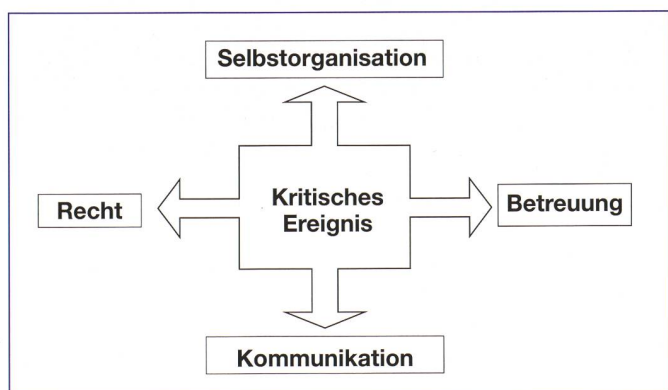 Selbstorganisation
Recht
Kritisches
Ereignis
Betreuung
Kommunikation